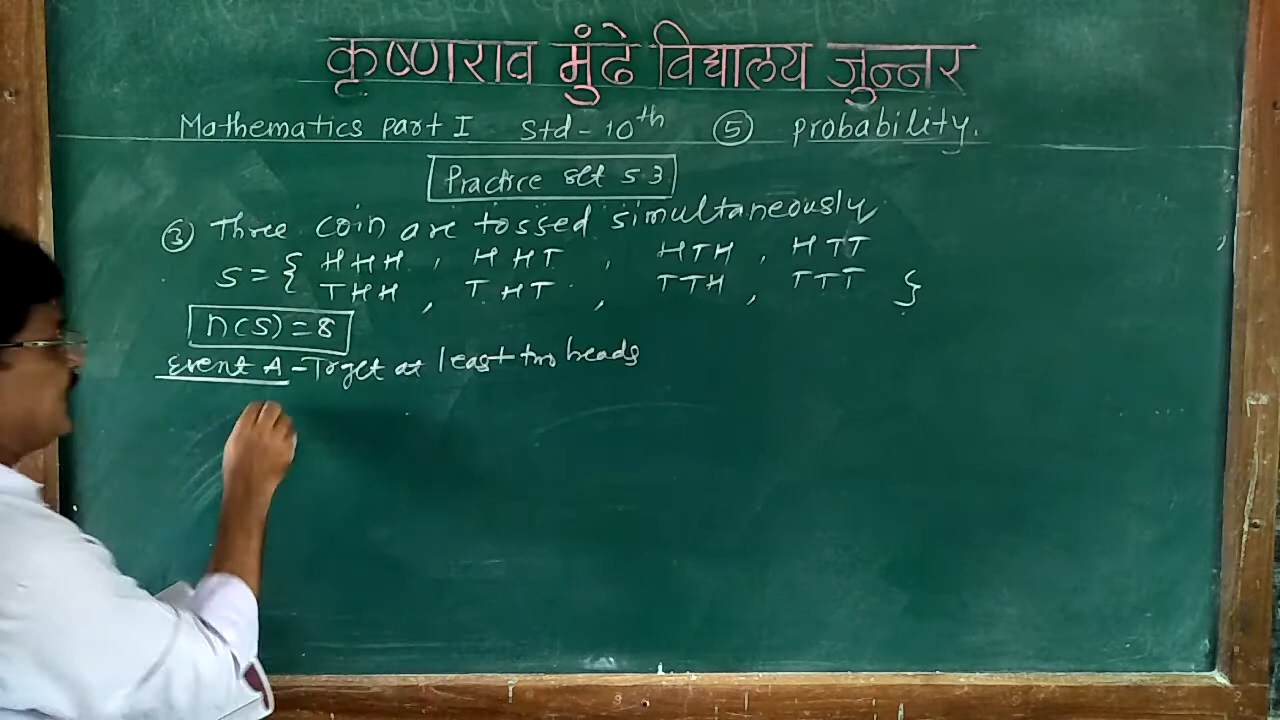 कृष्णराव मुंढे विद्यालय जुन्नर
Mathematics part I Std - 10th ⑤ probability.
Practice set 5 3
③ Three coin are tossed simultaneously
S = { HHH , HHT , HTH , HTT
THH , T HT , TTH , TTT }
n(S) = 8
Event A - To get at least two heads